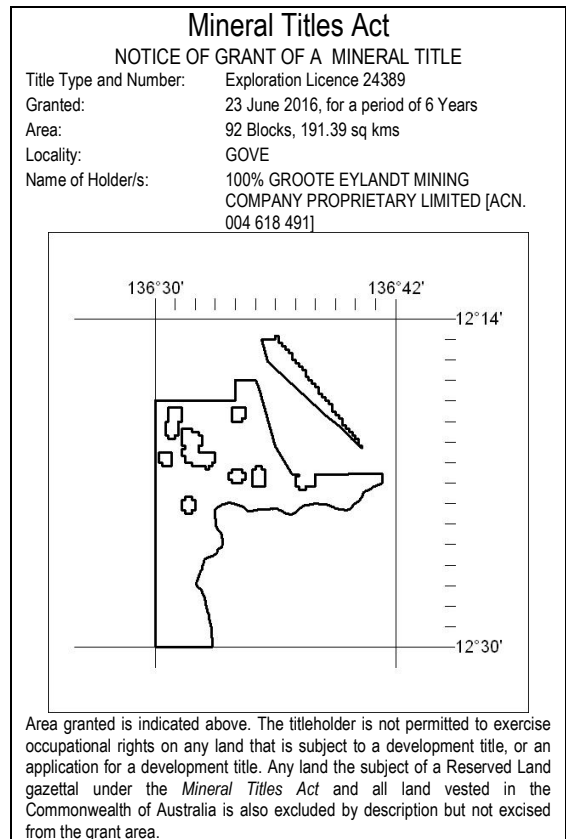 Mineral Titles Act
NOTICE OF GRANT OF A MINERAL TITLE
Title Type and Number: Exploration Licence 24389
Granted: 23 June 2016, for a period of 6 Years
Area: 92 Blocks, 191.39 sq kms
Locality: GOVE
Name of Holder/s: 100% GROOTE EYLANDT MINING
COMPANY PROPRIETARY LIMITED [ACN.
004 618 491]
136°30' 136°42'
12°14'
12°30'
Area granted is indicated above. The titleholder is not permitted to exercise
occupational rights on any land that is subject to a development title, or an
application for a development title. Any land the subject of a Reserved Land
gazettal under the Mineral Titles Act and all land vested in the
Commonwealth of Australia is also excluded by description but not excised
from the grant area.